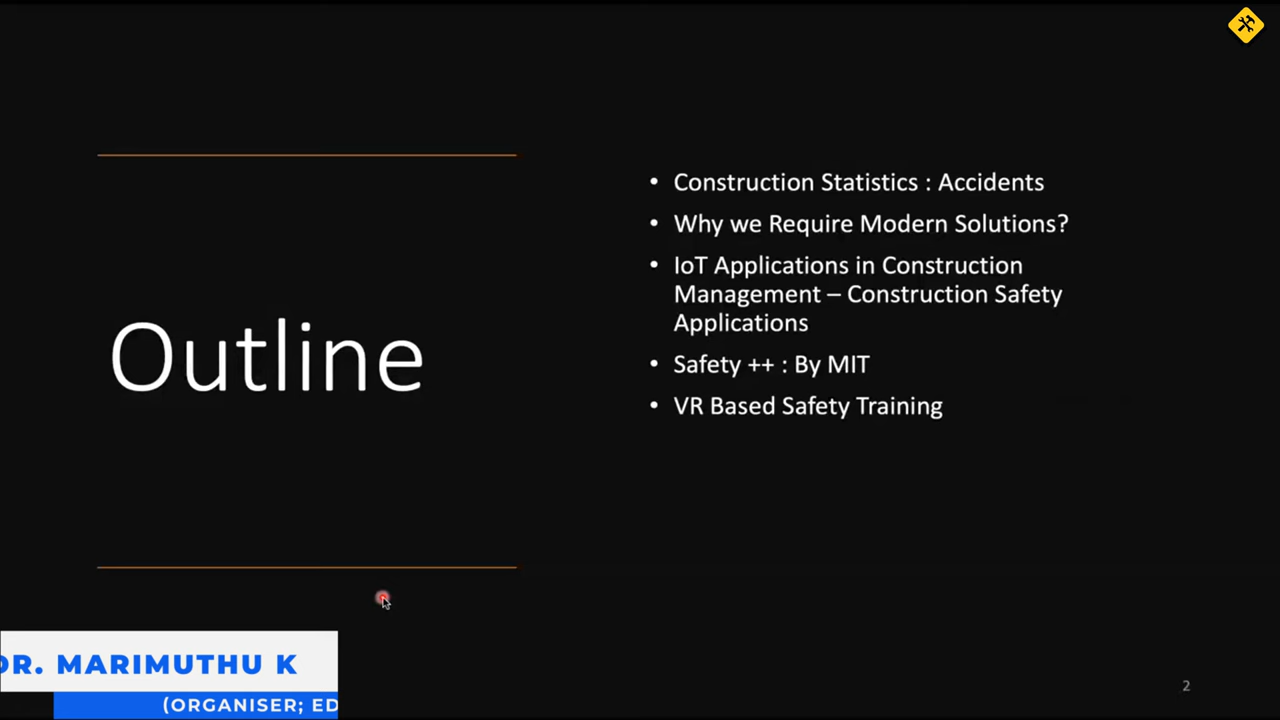 Outline
• Construction Statistics : Accidents
• Why we Require Modern Solutions?
• IoT Applications in Construction
Management – Construction Safety
Applications
• Safety ++ : By MIT
• VR Based Safety Training
DR. MARIMUTHU K
(ORGANISER; ED
2